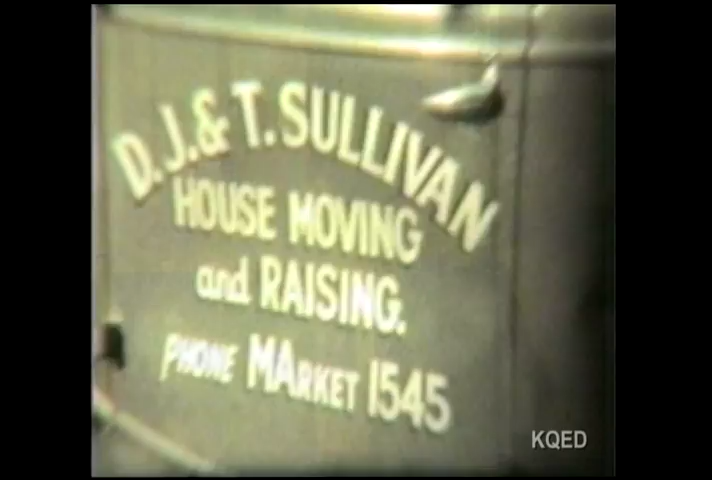 D.J.& T. SULLIVAN
HOUSE MOVING
and RAISING.
PHONE MARKET 1545
KQED